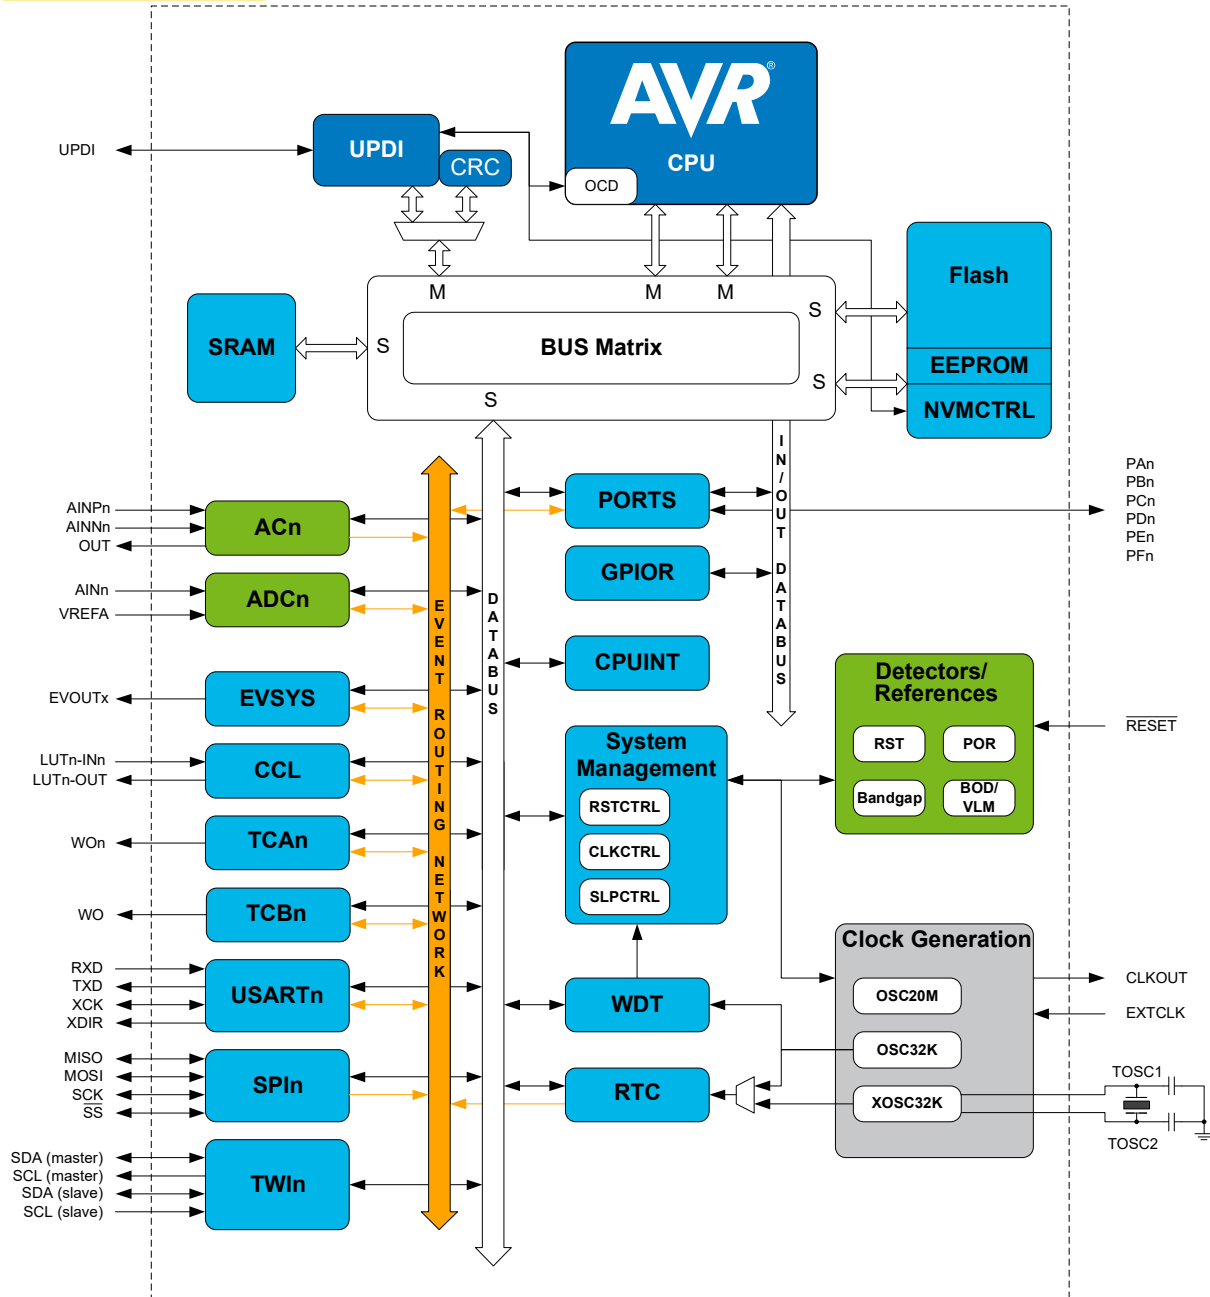 AVR®
CPU
OCD
UPDI
UPDI
CRC
Flash
EEPROM
NVMCTRL
M
M
M
S
S
S
S
SRAM
BUS Matrix
IN/OUT DATABUS
DATABUS
EVENT ROUTING NETWORK
PAn
PBn
PCn
PDn
PEn
PFn
AINPn
AINNn
OUT
ACn
PORTS
AINn
VREFA
ADCn
GPIOR
EVOUTx
EVSYS
CPUINT
Detectors/
References
RST
POR
Bandgap
BOD/
VLM
RESET
LUTn-INn
LUTn-OUT
CCL
System
Management
RSTCTRL
CLKCTRL
SLPCTRL
WOn
TCAn
WO
TCBn
Clock Generation
OSC20M
OSC32K
XOSC32K
CLKOUT
EXTCLK
TOSC1
TOSC2
RXD
TXD
XCK
XDIR
USARTn
WDT
MISO
MOSI
SCK
SS
SPIn
RTC
SDA (master)
SCL (master)
SDA (slave)
SCL (slave)
TWIn